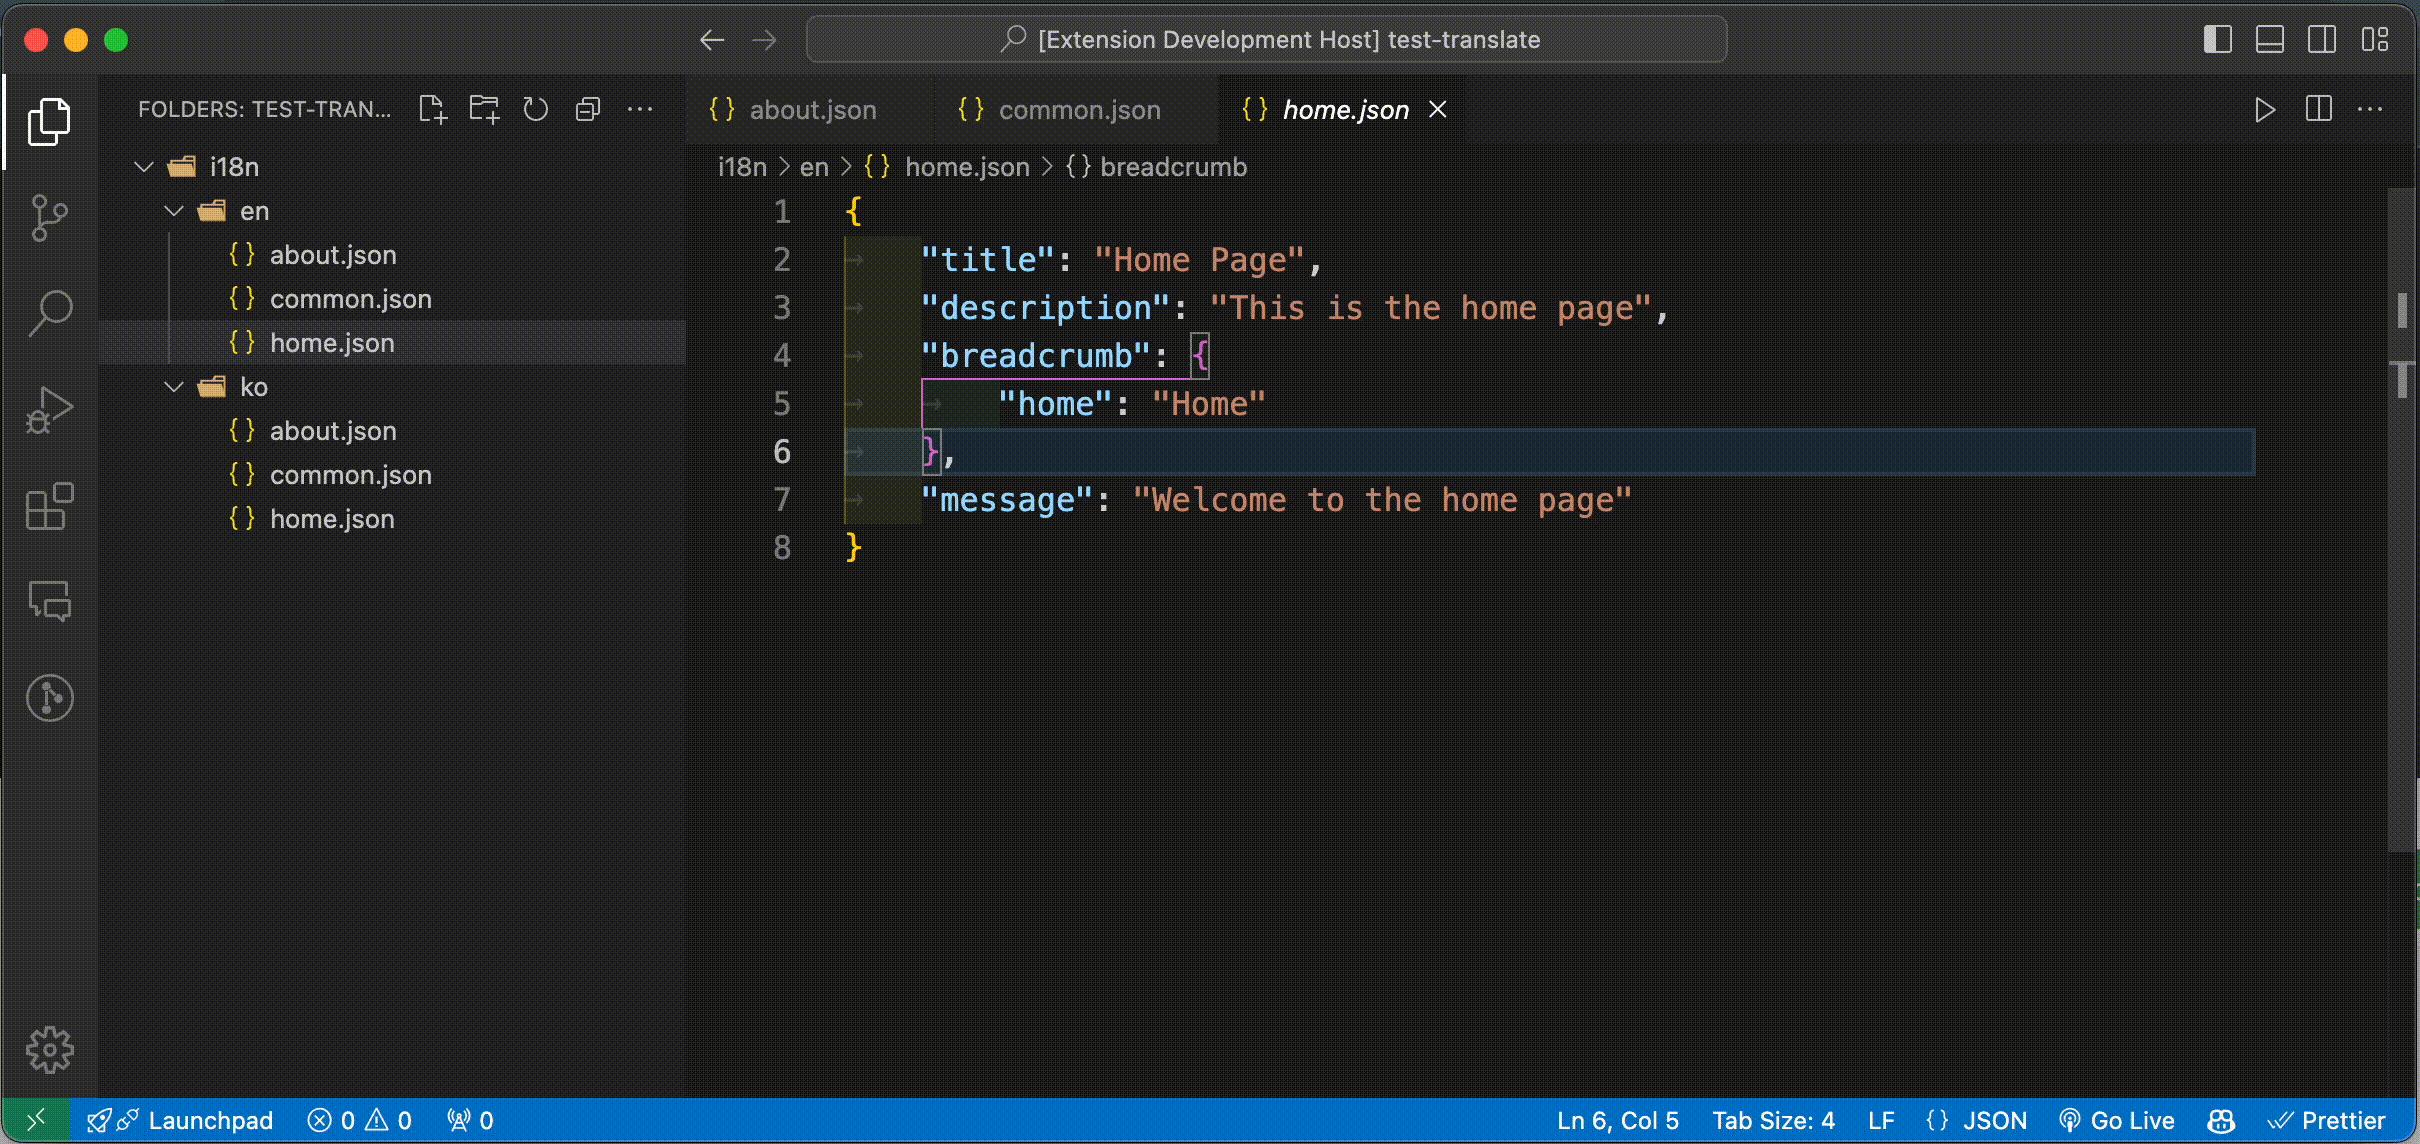 [Extension Development Host] test-translate
FOLDERS: TEST-TRAN...
about.json
common.json
home.json
i18n
en
about.json
common.json
home.json
ko
about.json
common.json
home.json
i18n > en > {} home.json > {} breadcrumb
1 {
2 "title": "Home Page",
3 "description": "This is the home page",
4 "breadcrumb": {
5 "home": "Home"
6 },
7 "message": "Welcome to the home page"
8 }
Launchpad 0 0 0 Ln 6, Col 5 Tab Size: 4 LF {} JSON Go Live Prettier